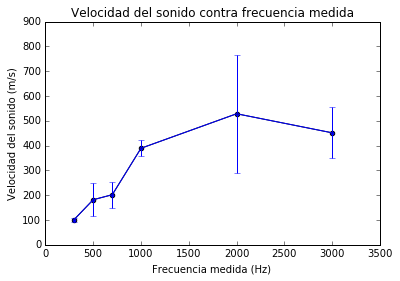 Velocidad del sonido contra frecuencia medida
900
800
700
600
500
400
300
200
100
0
Velocidad del sonido (m/s)
0 500 1000 1500 2000 2500 3000 3500
Frecuencia medida (Hz)